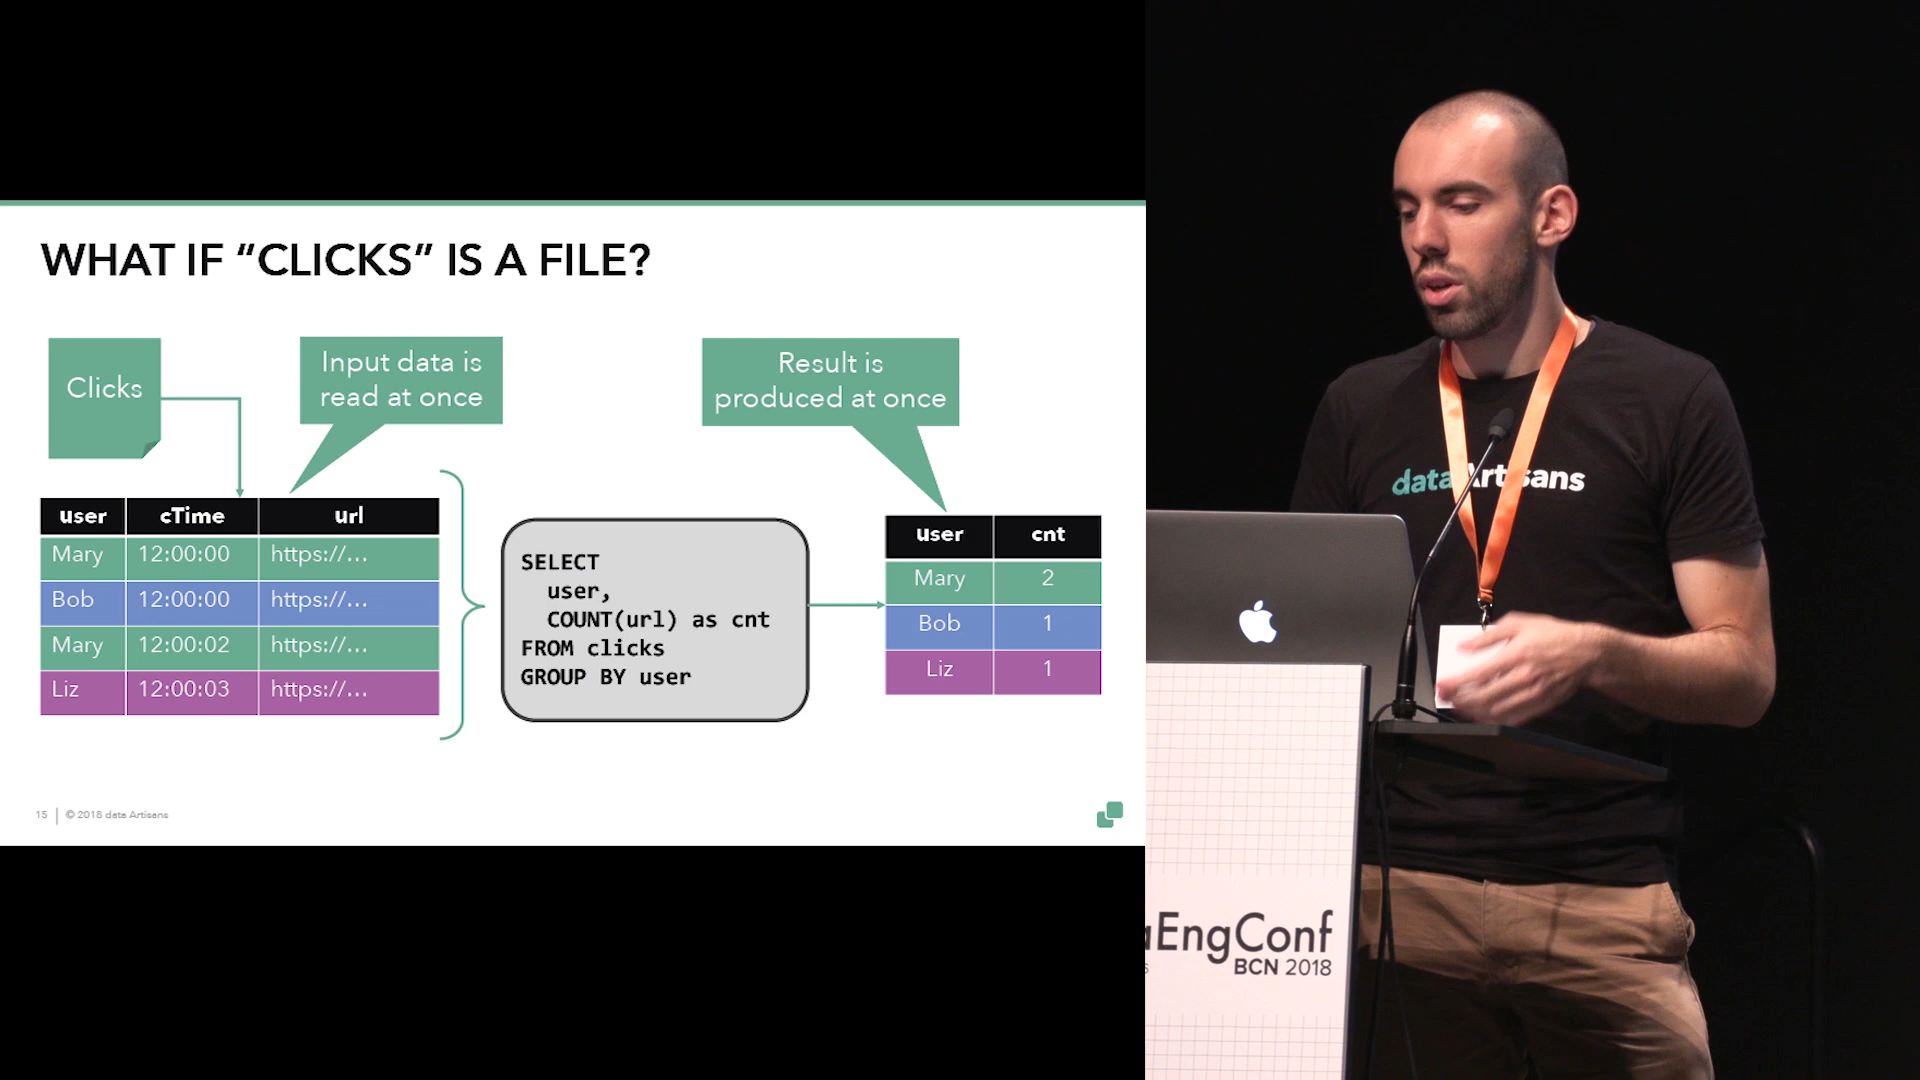 WHAT IF “CLICKS” IS A FILE?
Clicks
Input data is
read at once
Result is
produced at once
user cTime url
Mary 12:00:00 https://...
Bob 12:00:00 https://...
Mary 12:00:02 https://...
Liz 12:00:03 https://...
SELECT
user,
COUNT(url) as cnt
FROM clicks
GROUP BY user
user cnt
Mary 2
Bob 1
Liz 1
15 © 2018 data Artisans
dataArtisans
aEngConf
s
BCN 2018